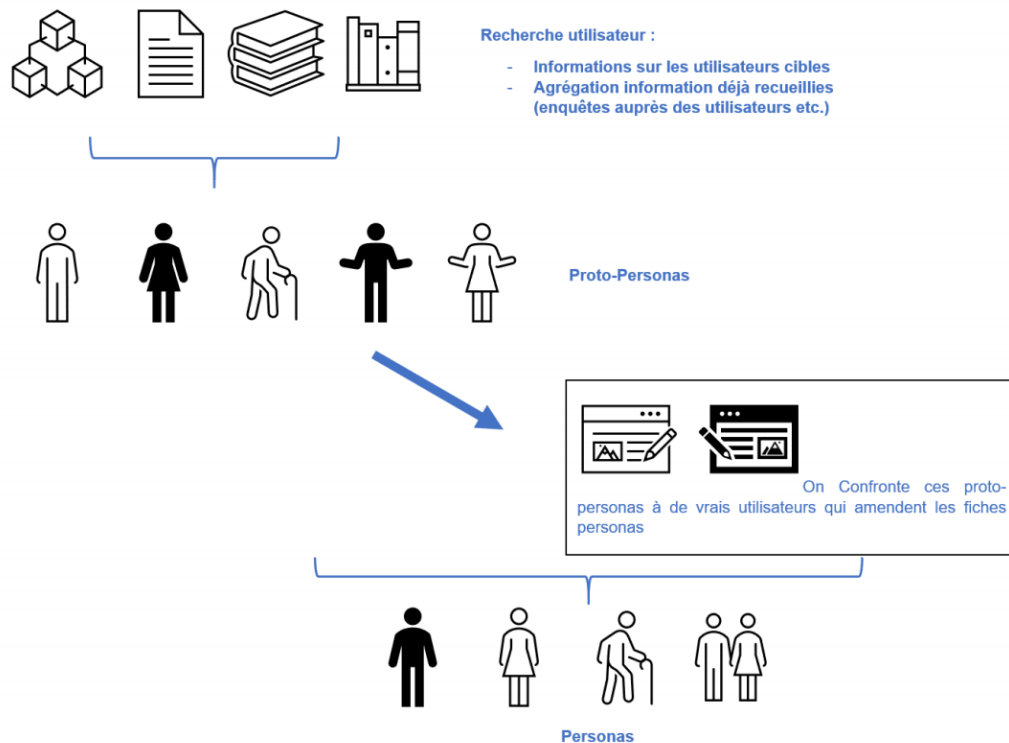 Recherche utilisateur :
- Informations sur les utilisateurs cibles
- Agrégation information déjà recueillies
(enquêtes auprès des utilisateurs etc.)
Proto-Personas
On Confronte ces proto-
personas à de vrais utilisateurs qui amendent les fiches
personas
Personas